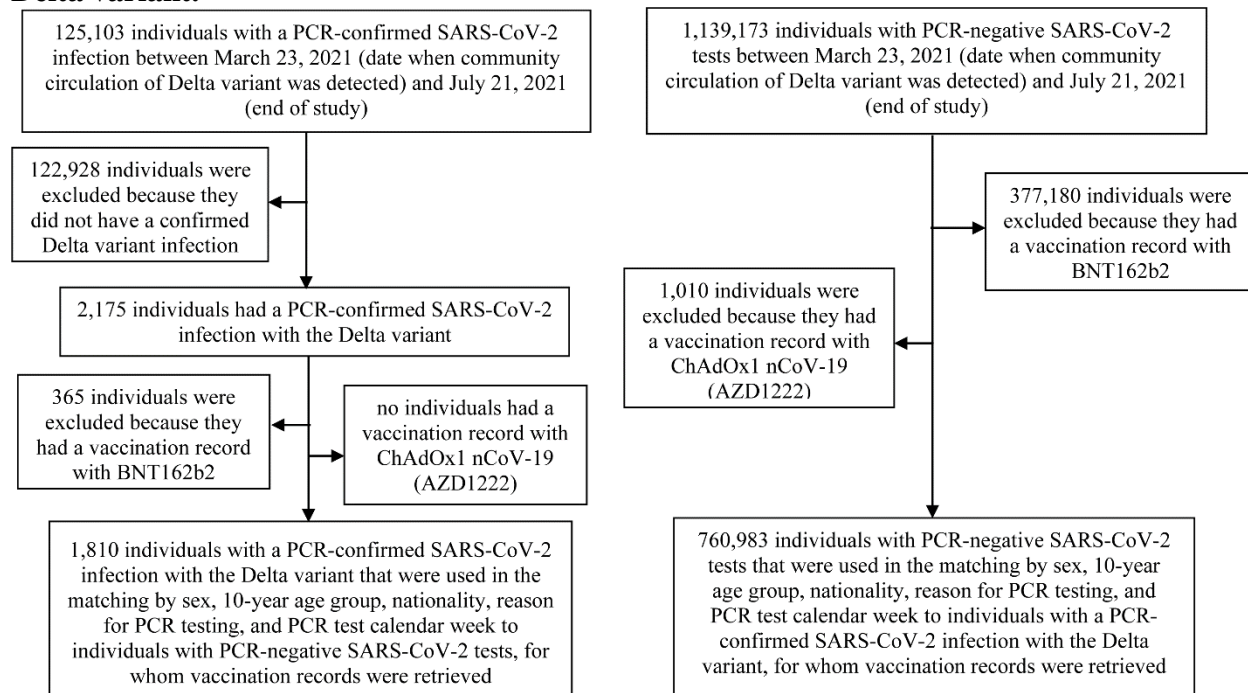 Delta variant
125,103 individuals with a PCR-confirmed SARS-CoV-2
infection between March 23, 2021 (date when community
circulation of Delta variant was detected) and July 21, 2021
(end of study)
122,928 individuals were
excluded because they
did not have a confirmed
Delta variant infection
2,175 individuals had a PCR-confirmed SARS-CoV-2
infection with the Delta variant
365 individuals were
excluded because they
had a vaccination record
with BNT162b2
no individuals had a
vaccination record with
ChAdOx1 nCoV-19
(AZD1222)
1,810 individuals with a PCR-confirmed SARS-CoV-2
infection with the Delta variant that were used in the
matching by sex, 10-year age group, nationality, reason
for PCR testing, and PCR test calendar week to
individuals with PCR-negative SARS-CoV-2 tests, for
whom vaccination records were retrieved
1,139,173 individuals with PCR-negative SARS-CoV-2
tests between March 23, 2021 (date when community
circulation of Delta variant was detected) and July 21, 2021
(end of study)
377,180 individuals were
excluded because they had
a vaccination record with
BNT162b2
1,010 individuals were
excluded because they had
a vaccination record with
ChAdOx1 nCoV-19
(AZD1222)
760,983 individuals with PCR-negative SARS-CoV-2
tests that were used in the matching by sex, 10-year
age group, nationality, reason for PCR testing, and
PCR test calendar week to individuals with a PCR-
confirmed SARS-CoV-2 infection with the Delta
variant, for whom vaccination records were retrieved